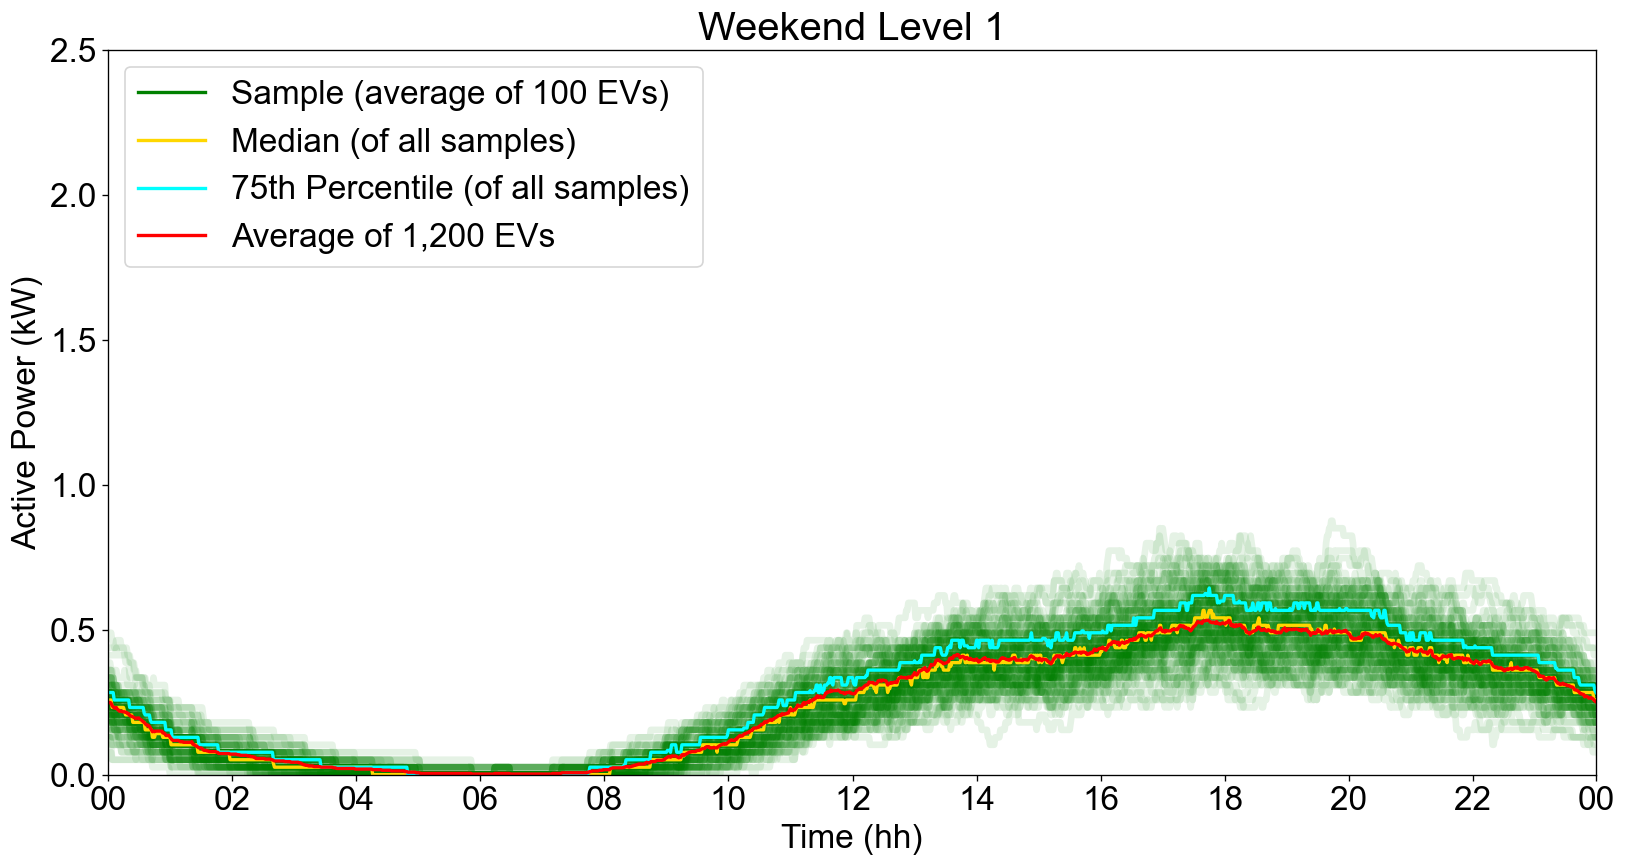 Weekend Level 1
2.5
Sample (average of 100 EVs)
Median (of all samples)
2.0
75th Percentile (of all samples)
Average of 1,200 EVs
1.5
Active Power (kW)
1.0
0.5
0.0
00 02 04 06 08 10 12 14 16 18 20 22 00
Time (hh)